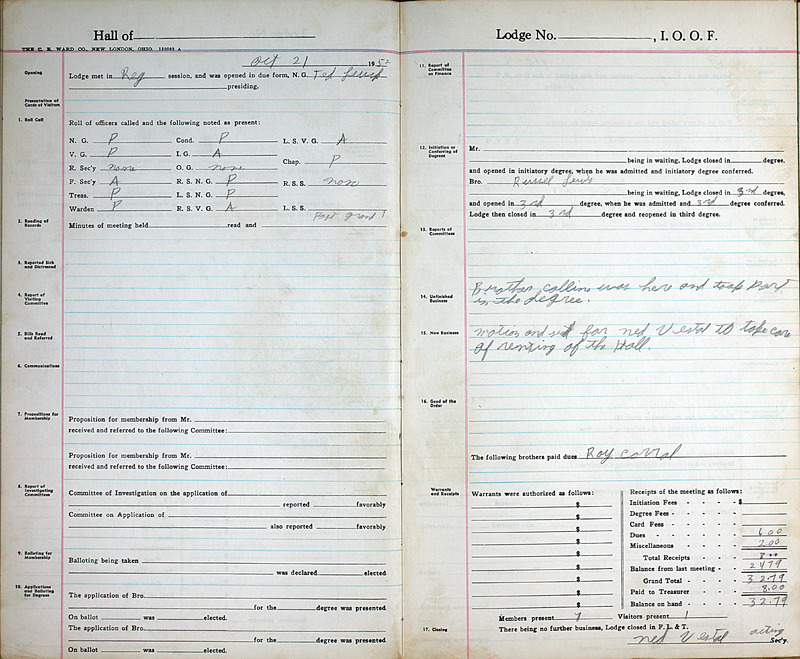 Hall of
THE C. E. WARD CO., NEW LONDON, OHIO.
Oct 21 195
Opening
Lodge met in Reg session, and was opened in due form, N. G. Ted Lewis
presiding.
Presentation of Cards of Visitors
1. Roll Call
Roll of officers called and the following noted as present:
N. G. P Cond. P L. S. V. G. A
V. G. P I. G. A Chap. P
R. Sec'y none O. G. none
F. Sec'y A R. S. N. G. P R. S. S. non
Treas. P L. S. N. G. P
Warden P R. S. V. G. A L. S. S.
Past grand 1
2. Reading of Records
Minutes of meeting held read and
3. Reported Sick and Distressed
4. Report of Visiting Committee
5. Bills Read and Referred
6. Communications
7. Propositions for Membership
Proposition for membership from Mr.
received and referred to the following Committee:
Proposition for membership from Mr.
received and referred to the following Committee:
8. Report of Investigating Committees
Committee of Investigation on the application of
reported favorably
Committee on Application of
also reported favorably
9. Balloting for Membership
Balloting being taken
was declared elected.
10. Applications and Balloting for Degrees
The application of Bro.
for the degree was presented.
On ballot was elected.
The application of Bro.
for the degree was presented.
On ballot was elected.
Lodge No. , I. O. O. F.
11. Report of Committee on Finance
12. Initiation or Conferring of Degrees
Mr.
being in waiting, Lodge closed in degree,
and opened in initiatory degree, when he was admitted and initiatory degree conferred.
Bro. Russel Lewis
being in waiting, Lodge closed in 3rd degree,
and opened in 3rd degree, when he was admitted and 3rd degree conferred.
Lodge then closed in 3rd degree and reopened in third degree.
13. Reports of Committees
14. Unfinished Business
Brother Colline was here and took part
in the degree.
15. New Business
motion and for ned Vestal to take care
of renting of the Hall.
16. Good of the Order
The following brothers paid dues Roy
Warrants and Receipts
Warrants were authorized as follows:
$
$
$
$
$
$
$
$
$
$
Receipts of the meeting as follows:
Initiation Fees - - - - $
Degree Fees - - - -
Card Fees - - - -
Dues - - - - 6 00
Miscellaneous - - - - 2 00
Total Receipts - - - 8 00
Balance from last meeting - 24 79
Grand Total - - - 32 79
Paid to Treasurer - - 8.00
Balance on hand - - - 32.79
Members present 7 Visitors present 1
17. Closing
There being no further business, Lodge closed in F. L. & T.
ned Vestal acting Sec'y.